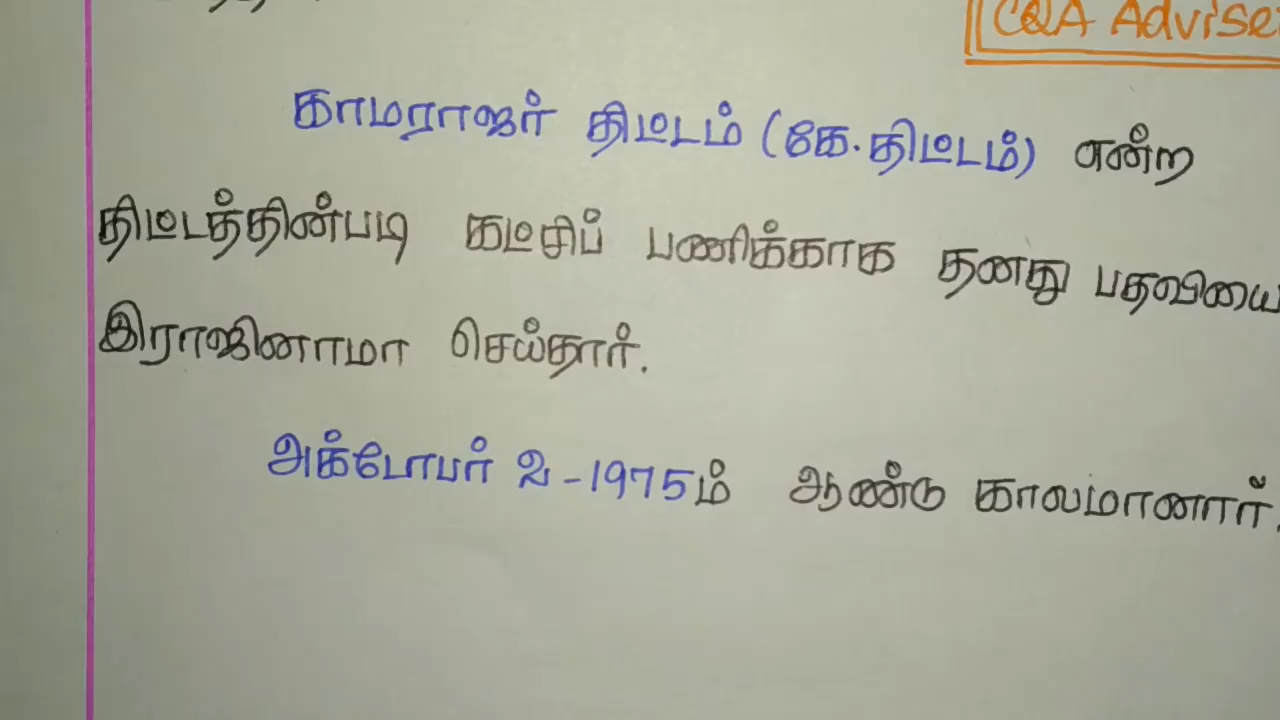 CQA Advise
காமராஜர் திட்டம் (கே.திட்டம்) என்ற
திட்டத்தின்படி கட்சிப் பணிக்காக தனது பதவியை
இராஜினாமா செய்தார்.
அக்டோபர் 2-1975ம் ஆண்டு காலமானார்.